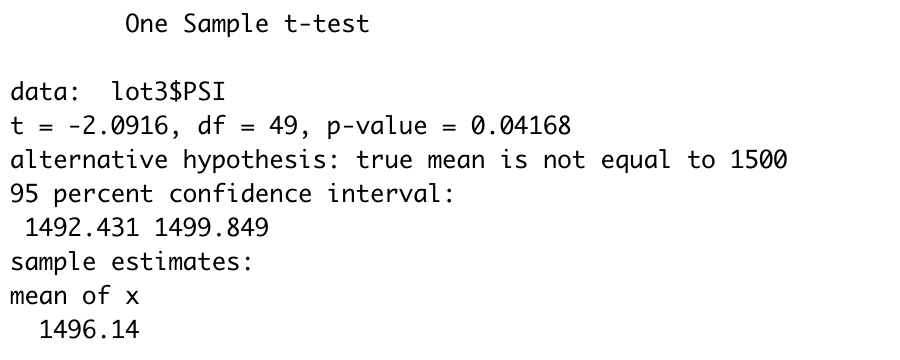 One Sample t-test
data:  lot3$PSI
t = -2.0916, df = 49, p-value = 0.04168
alternative hypothesis: true mean is not equal to 1500
95 percent confidence interval:
1492.431 1499.849
sample estimates:
mean of x
1496.14